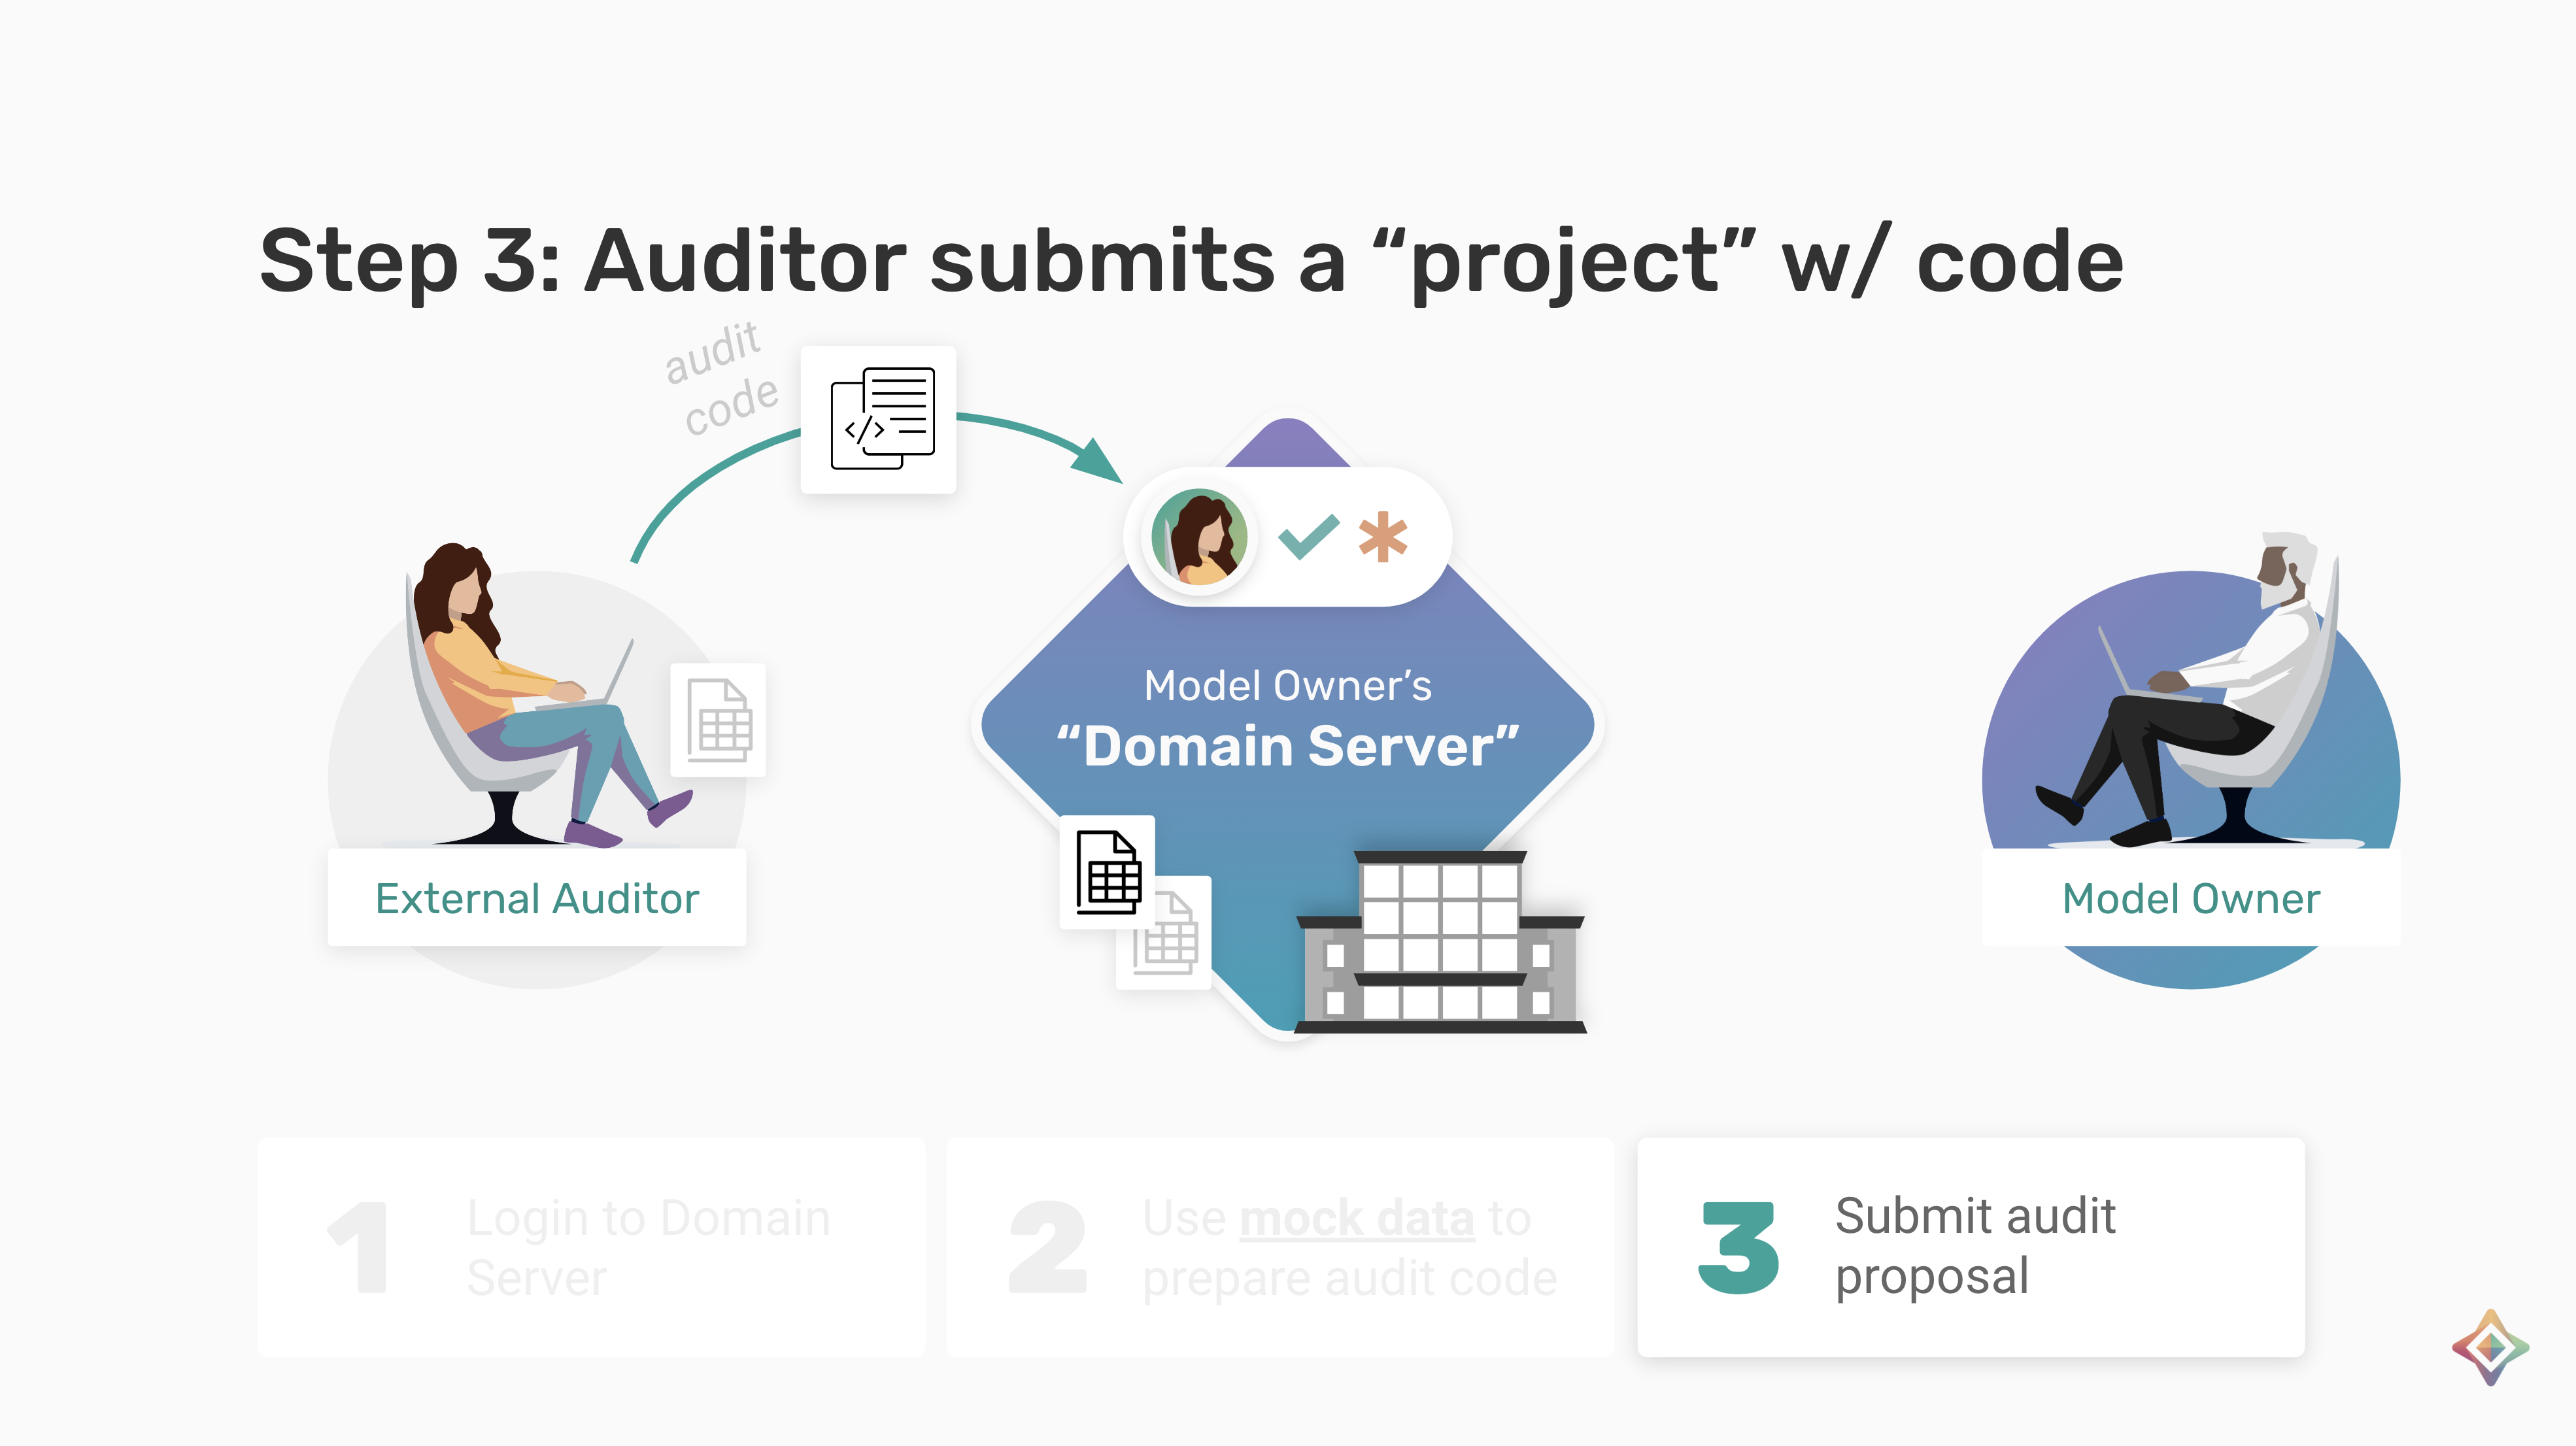 Step 3: Auditor submits a “project” w/ code
audit
code
Model Owner’s
“Domain Server”
External Auditor
Model Owner
1
Login to Domain
Server
2
Use mock data to
prepare audit code
3
Submit audit
proposal